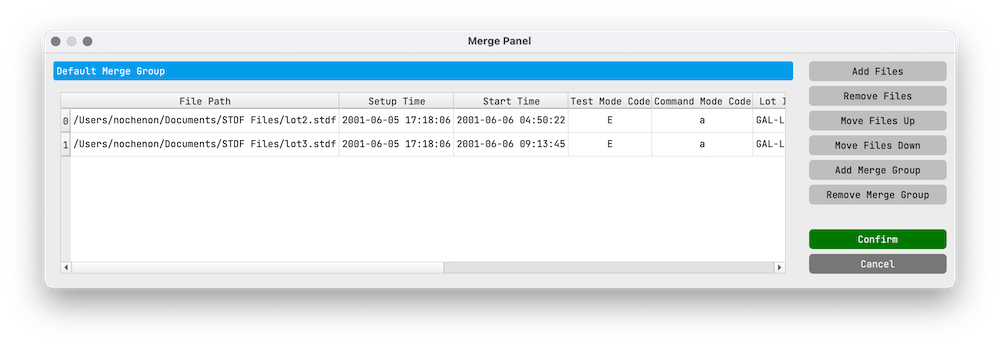 Merge Panel
Default Merge Group
File Path Setup Time Start Time Test Mode Code Command Mode Code Lot I
0 /Users/nochenon/Documents/STDF Files/lot2.stdf 2001-06-05 17:18:06 2001-06-06 04:50:22 E a GAL-L
1 /Users/nochenon/Documents/STDF Files/lot3.stdf 2001-06-05 17:18:06 2001-06-06 09:13:45 E a GAL-L
Add Files
Remove Files
Move Files Up
Move Files Down
Add Merge Group
Remove Merge Group
Confirm
Cancel